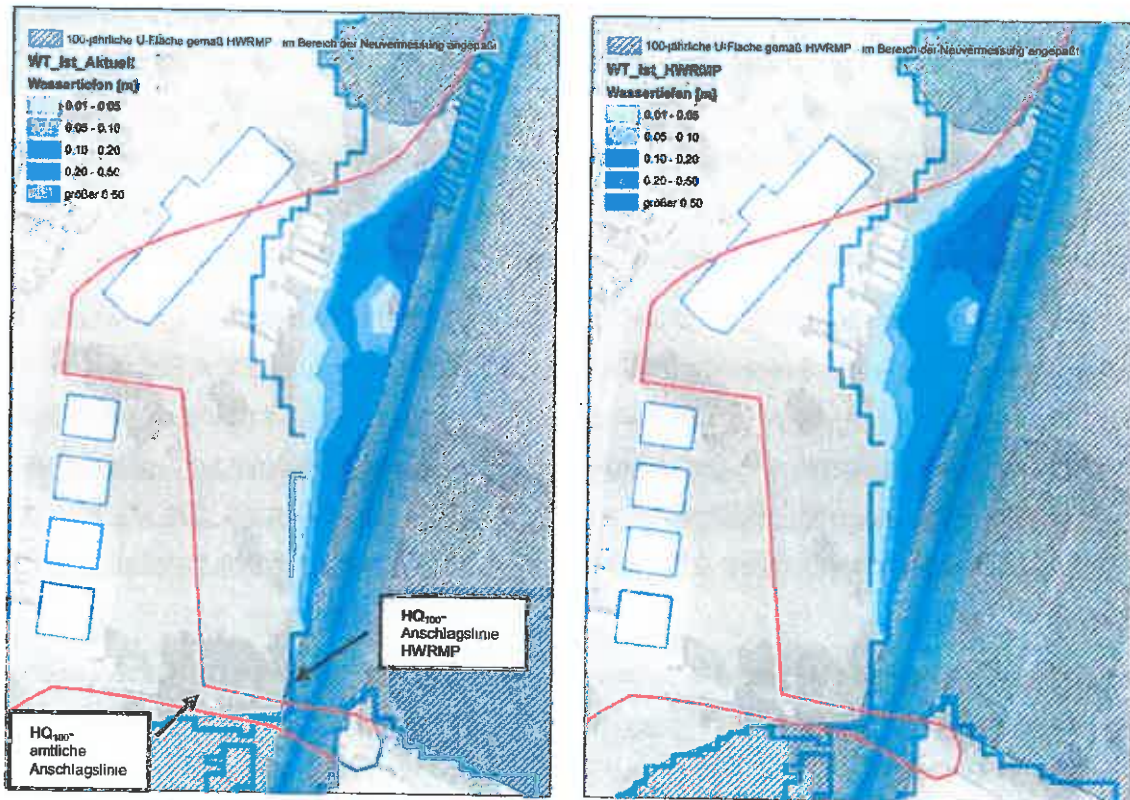 100-jährliche U-Fläche gemäß HWRMP im Bereich der Neuvermessung angepaßt
WT_Ist_Aktuell
Wassertiefen [m]
0.01 - 0.05
0.05 - 0.10
0.10 - 0.20
0.20 - 0.50
größer 0.50
HQ100-
Anschlagslinie
HWRMP
HQ100-
amtliche
Anschlagslinie
100-jährliche U-Fläche gemäß HWRMP im Bereich der Neuvermessung angepaßt
WT_Ist_HWRMP
Wassertiefen [m]
0.01 - 0.05
0.05 - 0.10
0.10 - 0.20
0.20 - 0.50
größer 0.50